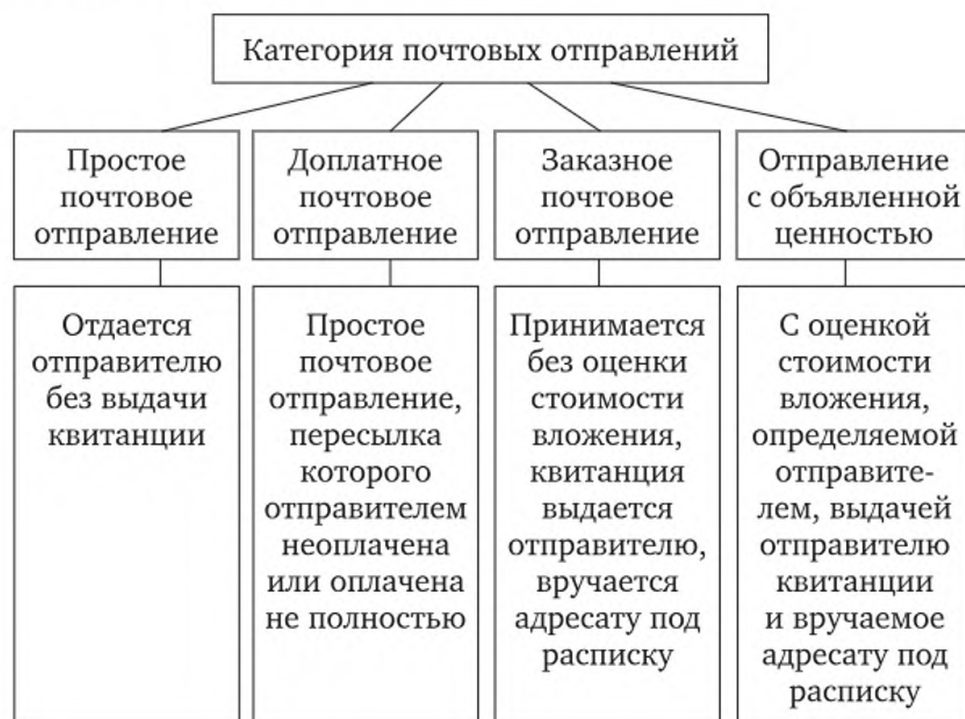 Категория почтовых отправлений
Простое
почтовое
отправление
Доплатное
почтовое
отправление
Заказное
почтовое
отправление
Отправление
с объявленной
ценностью
Отдается
отправителю
без выдачи
квитанции
Простое
почтовое
отправление,
пересылка
которого
отправителем
неоплачена
или оплачена
не полностью
Принимается
без оценки
стоимости
вложения,
квитанция
выдается
отправителю,
вручается
адресату под
расписку
С оценкой
стоимости
вложения,
определяемой
отправите-
лем, выдачей
отправителю
квитанции
и вручаемое
адресату под
расписку